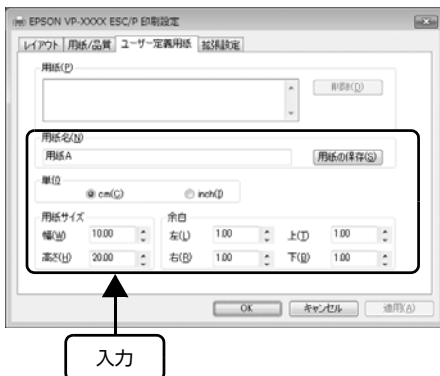 EPSON VP-XXXX ESC/P 印刷設定
レイアウト 用紙/品質 ユーザー定義用紙 拡張設定
用紙(P)
削除(D)
用紙名(N)
用紙A 用紙の保存(S)
単位
cm(C) inch(I)
用紙サイズ 余白
幅(W) 10.00 左(L) 1.00 上(T) 1.00
高さ(H) 20.00 右(R) 1.00 下(B) 1.00
OK キャンセル 適用(A)
入力